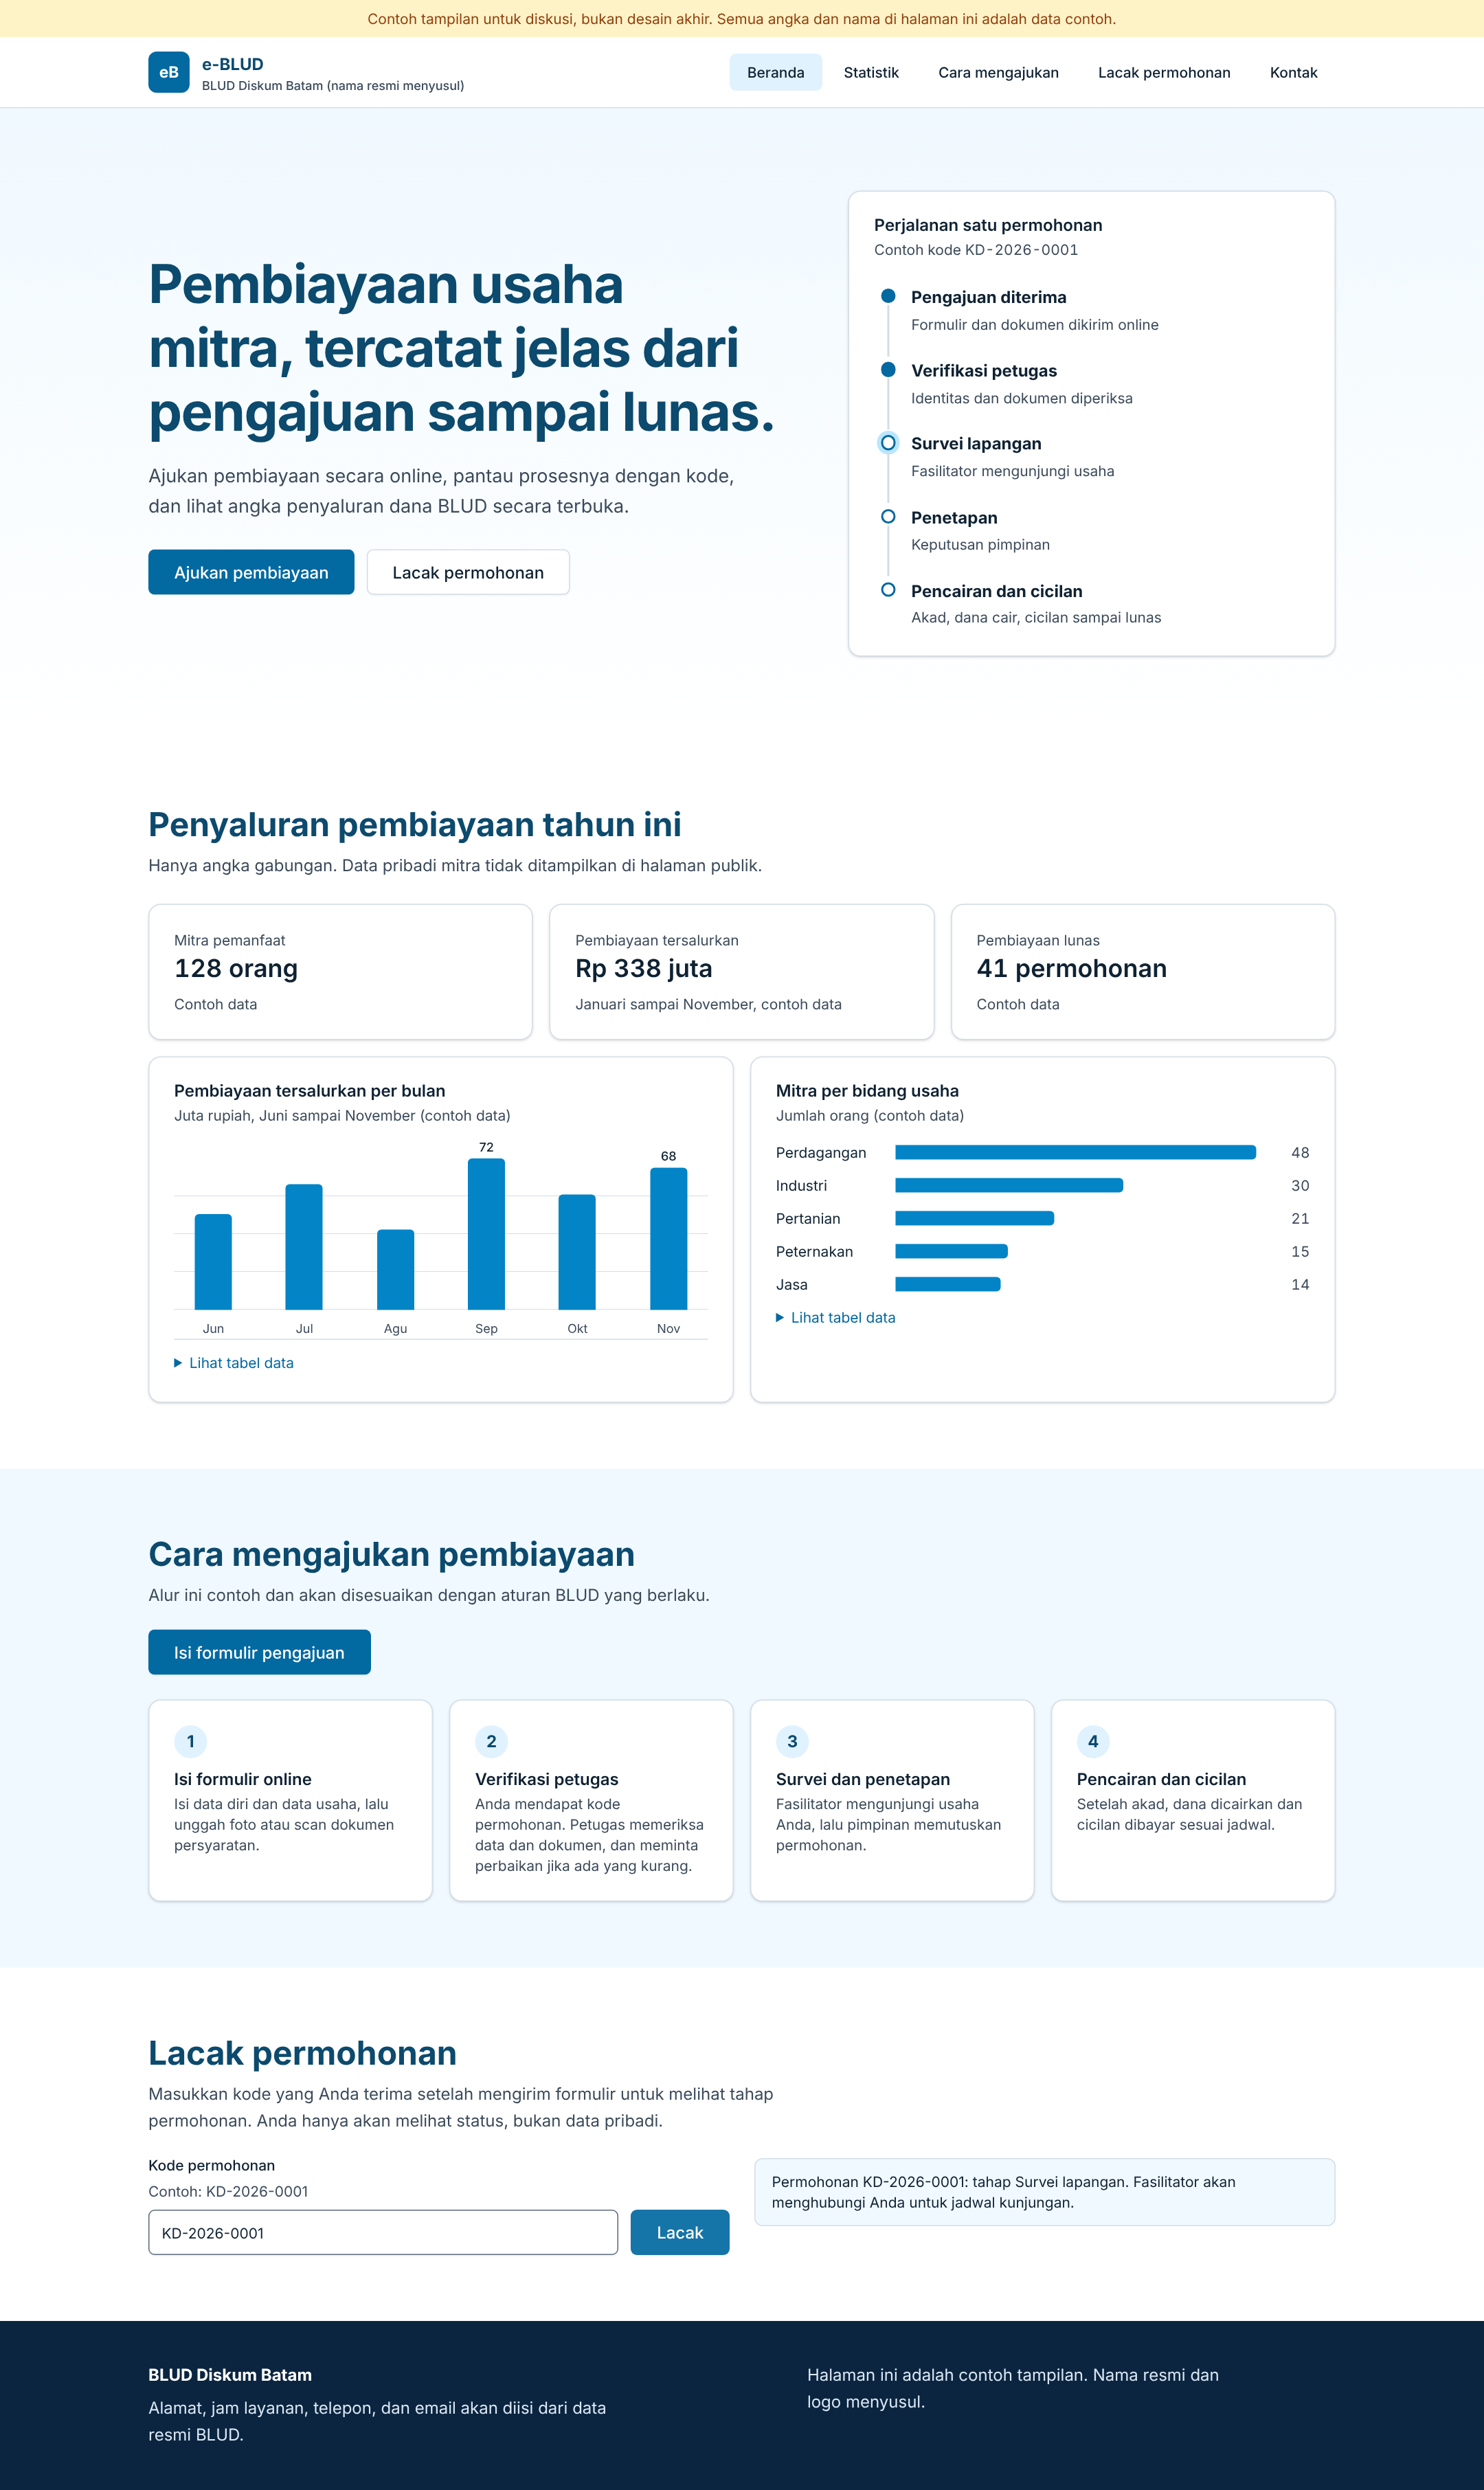 Contoh tampilan untuk diskusi, bukan desain akhir. Semua angka dan nama di halaman ini adalah data contoh.
eB
e-BLUD
BLUD Diskum Batam (nama resmi menyusul)
Beranda
Statistik
Cara mengajukan
Lacak permohonan
Kontak
Pembiayaan usaha
mitra, tercatat jelas dari
pengajuan sampai lunas.
Ajukan pembiayaan secara online, pantau prosesnya dengan kode,
dan lihat angka penyaluran dana BLUD secara terbuka.
Ajukan pembiayaan
Lacak permohonan
Perjalanan satu permohonan
Contoh kode KD-2026-0001
Pengajuan diterima
Formulir dan dokumen dikirim online
Verifikasi petugas
Identitas dan dokumen diperiksa
Survei lapangan
Fasilitator mengunjungi usaha
Penetapan
Keputusan pimpinan
Pencairan dan cicilan
Akad, dana cair, cicilan sampai lunas
Penyaluran pembiayaan tahun ini
Hanya angka gabungan. Data pribadi mitra tidak ditampilkan di halaman publik.
Mitra pemanfaat
128 orang
Contoh data
Pembiayaan tersalurkan
Rp 338 juta
Januari sampai November, contoh data
Pembiayaan lunas
41 permohonan
Contoh data
Pembiayaan tersalurkan per bulan
Juta rupiah, Juni sampai November (contoh data)
72
68
Jun
Jul
Agu
Sep
Okt
Nov
Lihat tabel data
Mitra per bidang usaha
Jumlah orang (contoh data)
Perdagangan 48
Industri 30
Pertanian 21
Peternakan 15
Jasa 14
Lihat tabel data
Cara mengajukan pembiayaan
Alur ini contoh dan akan disesuaikan dengan aturan BLUD yang berlaku.
Isi formulir pengajuan
1
Isi formulir online
Isi data diri dan data usaha, lalu
unggah foto atau scan dokumen
persyaratan.
2
Verifikasi petugas
Anda mendapat kode
permohonan. Petugas memeriksa
data dan dokumen, dan meminta
perbaikan jika ada yang kurang.
3
Survei dan penetapan
Fasilitator mengunjungi usaha
Anda, lalu pimpinan memutuskan
permohonan.
4
Pencairan dan cicilan
Setelah akad, dana dicairkan dan
cicilan dibayar sesuai jadwal.
Lacak permohonan
Masukkan kode yang Anda terima setelah mengirim formulir untuk melihat tahap
permohonan. Anda hanya akan melihat status, bukan data pribadi.
Kode permohonan
Contoh: KD-2026-0001
KD-2026-0001
Lacak
Permohonan KD-2026-0001: tahap Survei lapangan. Fasilitator akan
menghubungi Anda untuk jadwal kunjungan.
BLUD Diskum Batam
Alamat, jam layanan, telepon, dan email akan diisi dari data
resmi BLUD.
Halaman ini adalah contoh tampilan. Nama resmi dan
logo menyusul.